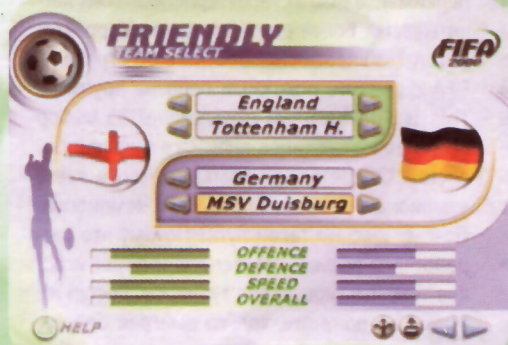 FRIENDLY
TEAM SELECT
FIFA
2000
England
Tottenham H.
Germany
MSV Duisburg
OFFENCE
DEFENCE
SPEED
OVERALL
HELP